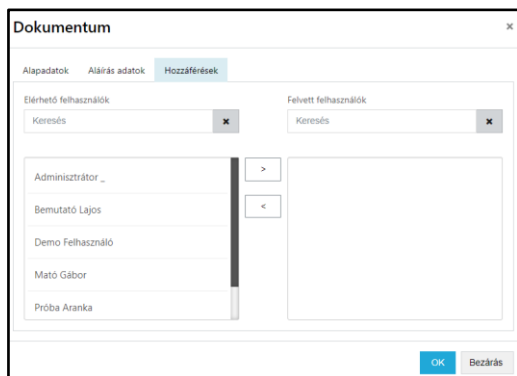 Dokumentum ×
Alapadatok Aláírás adatok Hozzáférések
Elérhető felhasználók Felvett felhasználók
Keresés × Keresés ×
Adminisztrátor _ >
Bemutató Lajos <
Demo Felhasználó
Mató Gábor
Próba Aranka
OK Bezárás